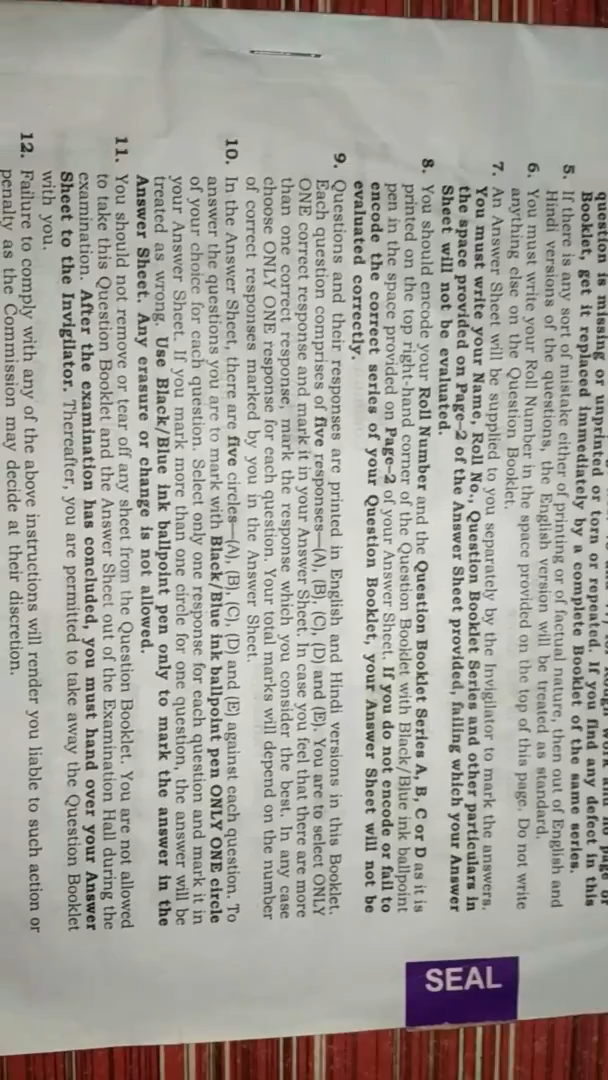 question is missing or unprinted or torn or repeated. If you find any defect in this
Booklet, get it replaced immediately by a complete Booklet of the same series.
5. If there is any sort of mistake either of printing or of factual nature, then out of English and
Hindi versions of the questions, the English version will be treated as standard.
6. You must write your Roll Number in the space provided on the top of this page. Do not write
anything else on the Question Booklet.
7. An Answer Sheet will be supplied to you separately by the Invigilator to mark the answers.
You must write your Name, Roll No., Question Booklet Series and other particulars in
the space provided on Page-2 of the Answer Sheet provided, failing which your Answer
Sheet will not be evaluated.
8. You should encode your Roll Number and the Question Booklet Series A, B, C or D as it is
printed on the top right-hand corner of the Question Booklet with Black/Blue ink ballpoint
pen in the space provided on Page-2 of your Answer Sheet. If you do not encode or fail to
encode the correct series of your Question Booklet, your Answer Sheet will not be
evaluated correctly.
9. Questions and their responses are printed in English and Hindi versions in this Booklet.
Each question comprises of five responses—(A), (B), (C), (D) and (E). You are to select ONLY
ONE correct response and mark it in your Answer Sheet. In case you feel that there are more
than one correct response, mark the response which you consider the best. In any case
choose ONLY ONE response for each question. Your total marks will depend on the number
of correct responses marked by you in the Answer Sheet.
10. In the Answer Sheet, there are five circles—(A), (B), (C), (D) and (E) against each question. To
answer the questions you are to mark with Black/Blue ink ballpoint pen ONLY ONE circle
of your choice for each question. Select only one response for each question and mark it in
your Answer Sheet. If you mark more than one circle for one question, the answer will be
treated as wrong. Use Black/Blue ink ballpoint pen only to mark the answer in the
Answer Sheet. Any erasure or change is not allowed.
11. You should not remove or tear off any sheet from the Question Booklet. You are not allowed
to take this Question Booklet and the Answer Sheet out of the Examination Hall during the
examination. After the examination has concluded, you must hand over your Answer
Sheet to the Invigilator. Thereafter, you are permitted to take away the Question Booklet
with you.
12. Failure to comply with any of the above instructions will render you liable to such action or
penalty as the Commission may decide at their discretion.
SEAL